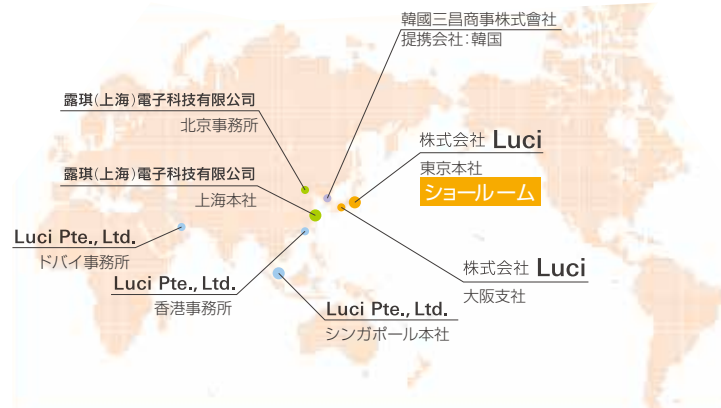 韓國三昌商事株式會社
提携会社:韓国
露琪(上海)電子科技有限公司
北京事務所
株式会社 Luci
東京本社
ショールーム
露琪(上海)電子科技有限公司
上海本社
Luci Pte., Ltd.
ドバイ事務所
株式会社 Luci
大阪支社
Luci Pte., Ltd.
香港事務所
Luci Pte., Ltd.
シンガポール本社